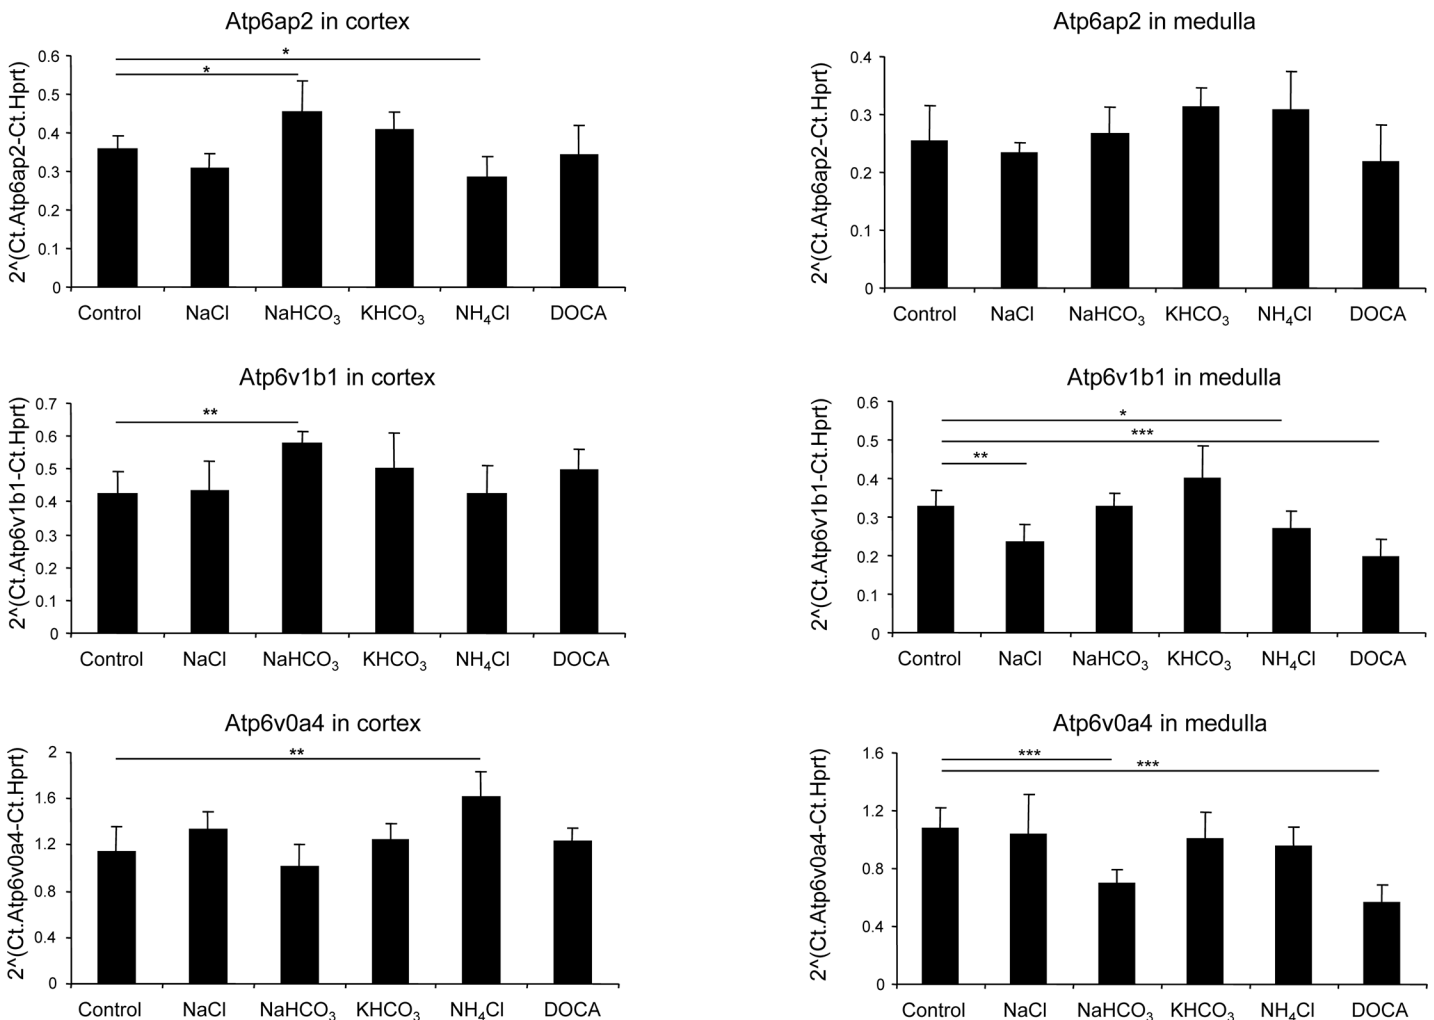 Atp6ap2 in cortex
2^(Ct.Atp6ap2-Ct.Hprt)
0.6
0.5
0.4
0.3
0.2
0.1
0
*
*
Control NaCl NaHCO₃ KHCO₃ NH₄Cl DOCA
Atp6ap2 in medulla
2^(Ct.Atp6ap2-Ct.Hprt)
0.4
0.3
0.2
0.1
0
Control NaCl NaHCO₃ KHCO₃ NH₄Cl DOCA
Atp6v1b1 in cortex
2^(Ct.Atp6v1b1-Ct.Hprt)
0.7
0.6
0.5
0.4
0.3
0.2
0.1
0
**
Control NaCl NaHCO₃ KHCO₃ NH₄Cl DOCA
Atp6v1b1 in medulla
2^(Ct.Atp6v1b1-Ct.Hprt)
0.6
0.5
0.4
0.3
0.2
0.1
0
*
***
**
Control NaCl NaHCO₃ KHCO₃ NH₄Cl DOCA
Atp6v0a4 in cortex
2^(Ct.Atp6v0a4-Ct.Hprt)
2
1.6
1.2
0.8
0.4
0
**
Control NaCl NaHCO₃ KHCO₃ NH₄Cl DOCA
Atp6v0a4 in medulla
2^(Ct.Atp6v0a4-Ct.Hprt)
1.6
1.2
0.8
0.4
0
***
***
Control NaCl NaHCO₃ KHCO₃ NH₄Cl DOCA